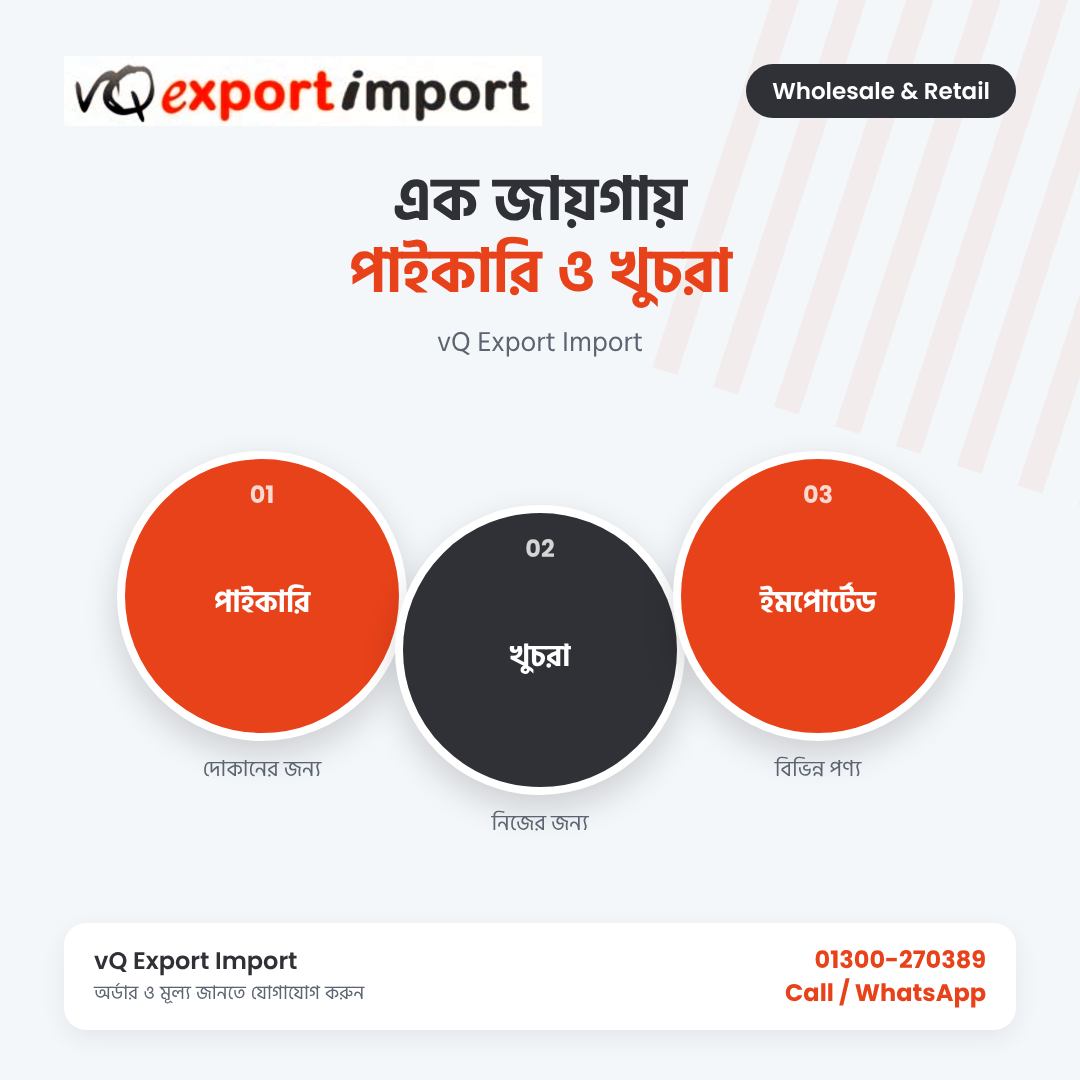 vQ export import
Wholesale & Retail
এক জায়গায়
পাইকারি ও খুচরা
vQ Export Import
01
পাইকারি
দোকানের জন্য
02
খুচরা
নিজের জন্য
03
ইমপোর্টেড
বিভিন্ন পণ্য
vQ Export Import
অর্ডার ও মূল্য জানতে যোগাযোগ করুন
01300-270389
Call / WhatsApp